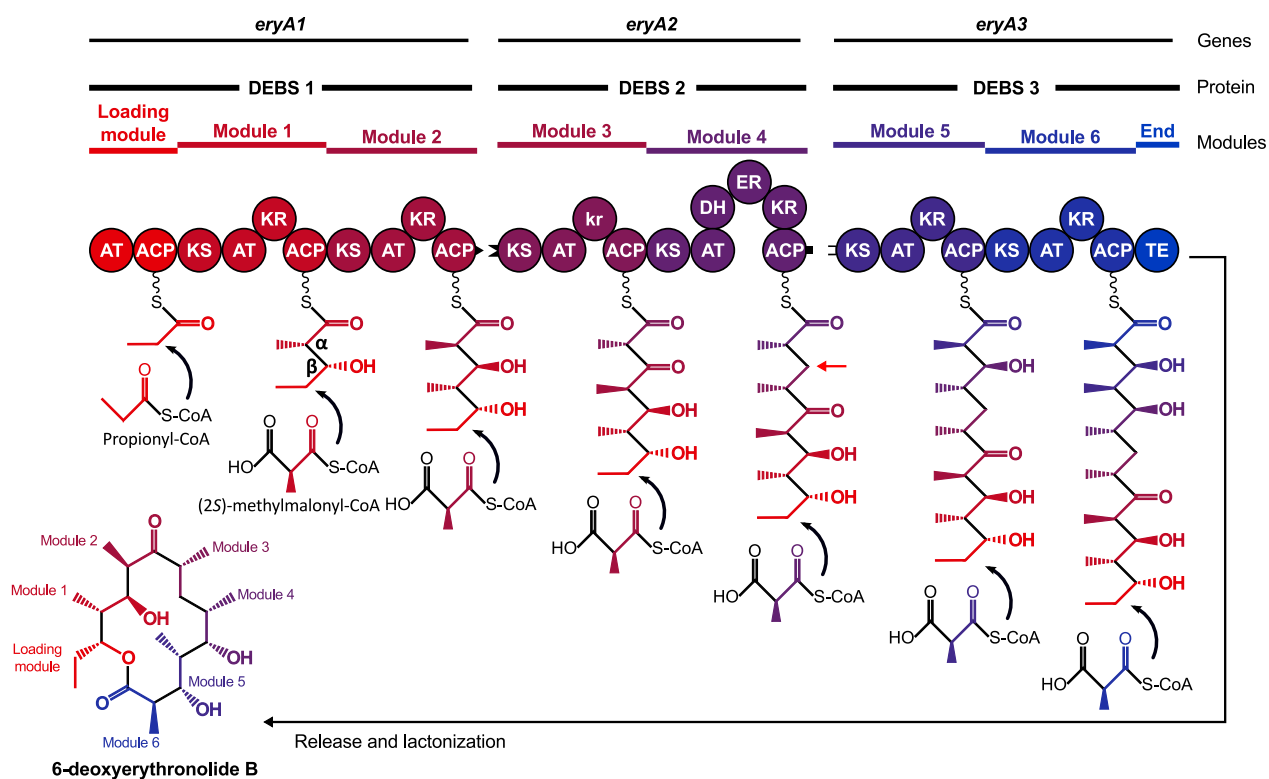 eryA1 eryA2 eryA3 Genes
DEBS 1 DEBS 2 DEBS 3 Protein
Loading module Module 1 Module 2 Module 3 Module 4 Module 5 Module 6 End Modules
ER
DH KR
KR KR kr KR KR
AT ACP KS AT ACP KS AT ACP KS AT ACP KS AT ACP KS AT ACP KS AT ACP TE
S S S S S S S
O O O O O O O
α
β OH OH O OH OH
O OH OH O OH
S-CoA
Propionyl-CoA
O O OH OH O
HO S-CoA
(2S)-methylmalonyl-CoA
O O OH OH O
HO S-CoA
O O OH OH OH
HO S-CoA
O O OH OH
HO S-CoA
O O
HO S-CoA
O O
HO S-CoA
O
Module 2 Module 3
Module 1 Module 4
OH
Loading
module
O OH
Module 5
O OH
Module 6
6-deoxyerythronolide B
Release and lactonization